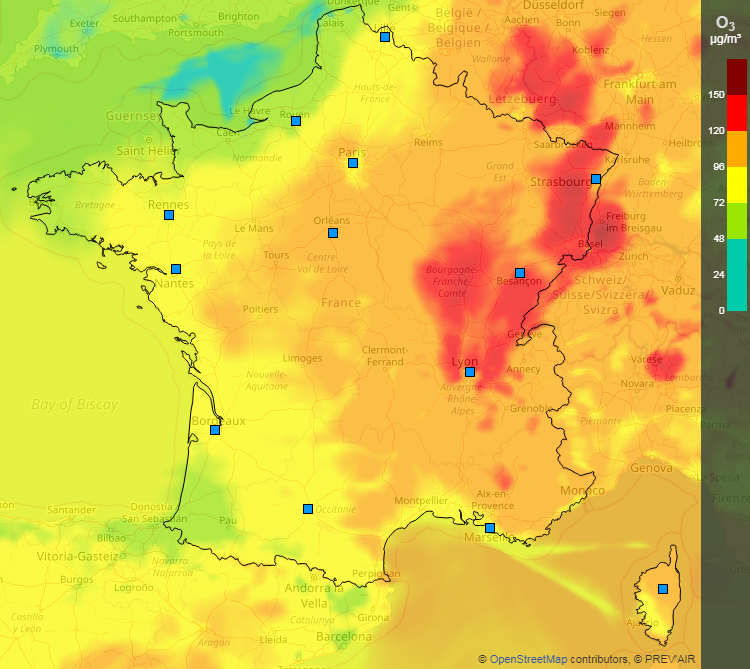 Dunkerque
Gent
Düsseldorf
Southampton
Brighton
Calais
België /
Aachen
Siegen
Exeter
Portsmouth
Belgique /
Bonn
O₃
Plymouth
Belgien
Koblenz
Hessen
µg/m³
Wallonie
Hauts-de-
France
Lëtzebuerg
Frankfurt am
Main
150
Guernsey
Le Havre
Rouen
120
Mannheim
Caen
Saint Helier
Reims
Saarbrücken
Heilbronn
Normandie
Paris
Karlsruhe
96
Grand
Est
Strasbourg
Baden-
Württemberg
Bretagne
Rennes
72
Orléans
Freiburg
im Breisgau
Le Mans
48
Pays de
la Loire
Tours
Centre-
Val de Loire
Basel
Zürich
Bourgogne-
Franche-
Comté
24
Nantes
Besançon
Schweiz/
Suisse/Svizzera/
Svizra
Vaduz
France
Poitiers
0
Genève
Limoges
Clermont-
Ferrand
Lyon
Annecy
Varese
Nouvelle-
Aquitaine
Auvergne-
Rhône-
Alpes
Novara
Lombardia
Bay of Biscay
Grenoble
Piacenza
Bordeaux
Piemonte
Parma
Genova
La Spezia
Monaco
Occitanie
Montpellier
Aix-en-
Provence
Firenze
Santander
Donostia /
San Sebastián
Pau
Bilbao
Marseille
Vitoria-Gasteiz
Navarra
- Nafarroa
Perpignan
Burgos
Logroño
Andorra la
Vella
Castilla
y León
Catalunya
Girona
Ajaccio
Aragón
Lleida
Barcelona
© OpenStreetMap contributors, © PREV'AIR